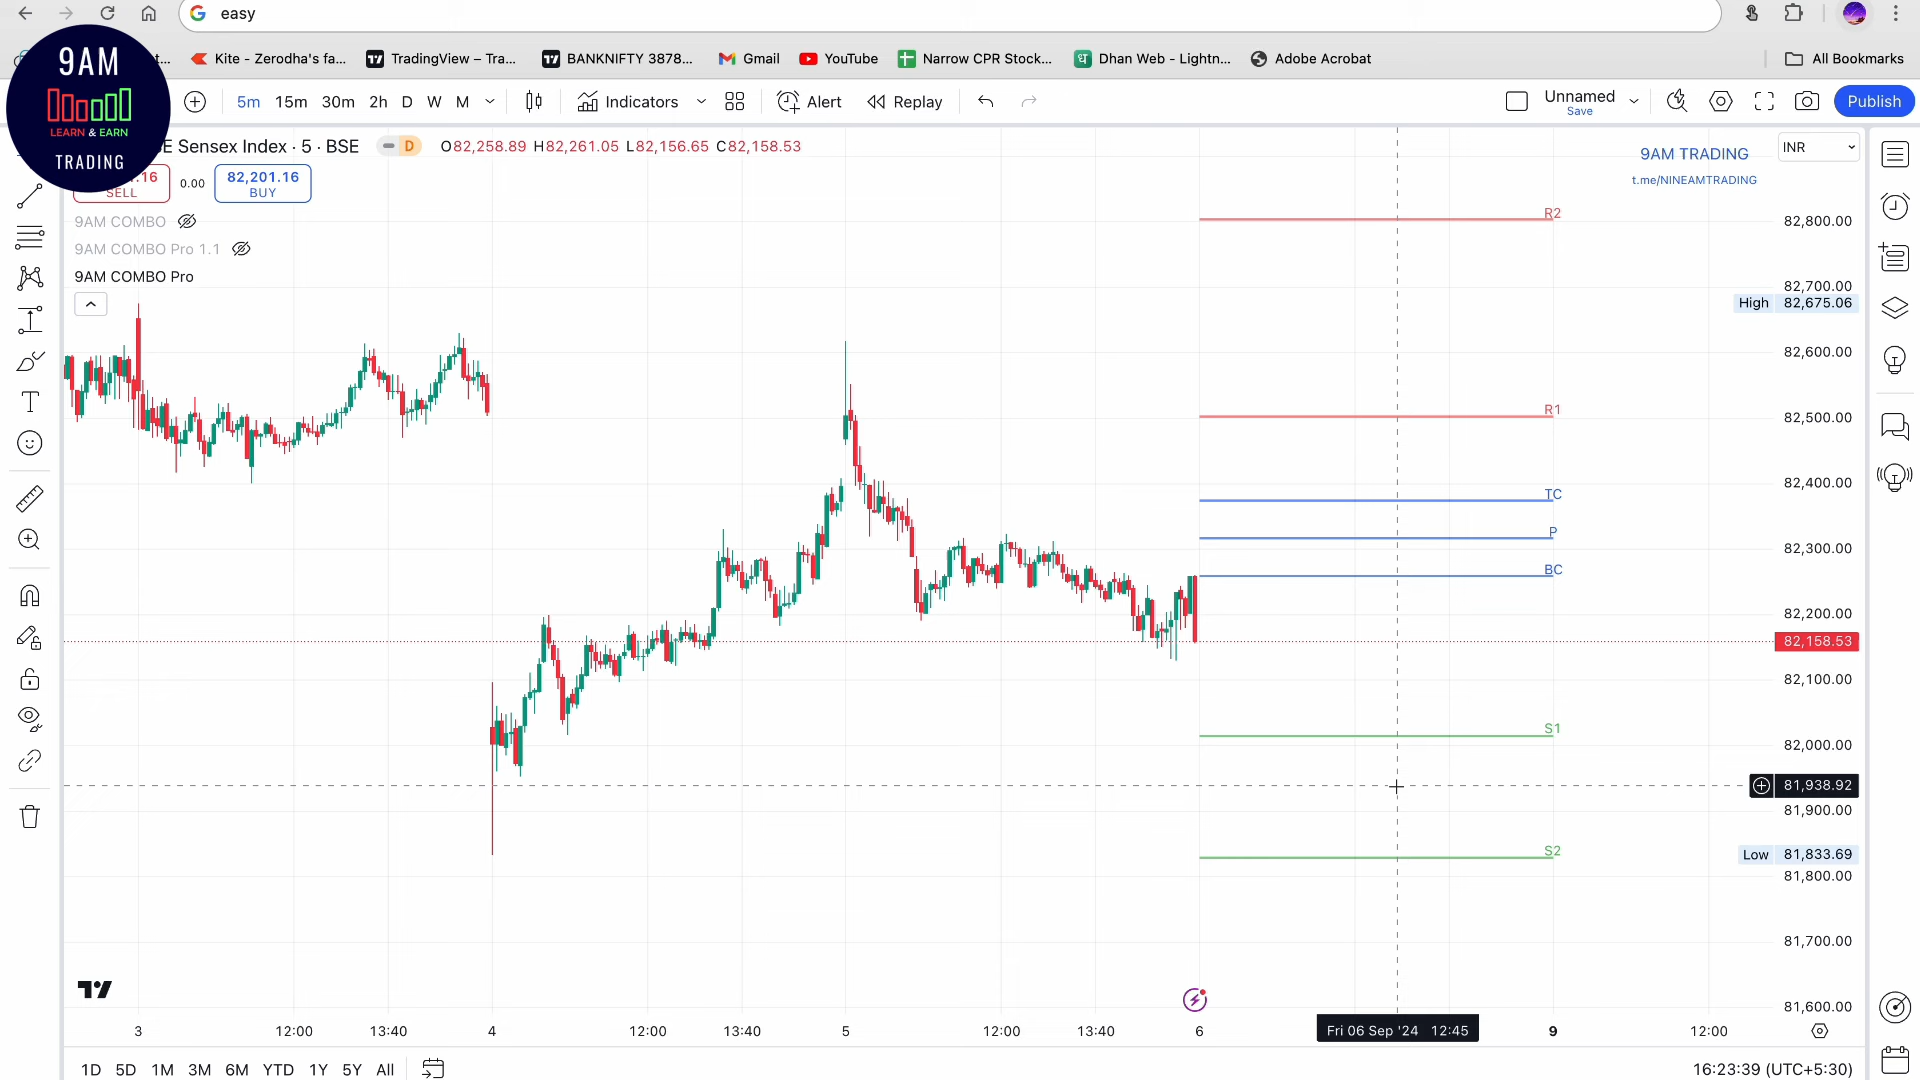 easy
9AM
LEARN & EARN
TRADING
t... Kite - Zerodha's fa... TradingView – Tra... BANKNIFTY 3878... Gmail YouTube Narrow CPR Stock... Dhan Web - Lightn... Adobe Acrobat All Bookmarks
5m 15m 30m 2h D W M Indicators Alert Replay Unnamed Save Publish
E Sensex Index · 5 · BSE D O82,258.89 H82,261.05 L82,156.65 C82,158.53
INR
9AM TRADING
t.me/NINEAMTRADING
.16 SELL 0.00 82,201.16 BUY
9AM COMBO
9AM COMBO Pro 1.1
9AM COMBO Pro
R2
82,800.00
82,700.00
High 82,675.06
82,600.00
R1
82,500.00
TC
82,400.00
P
82,300.00
BC
82,200.00
82,158.53
82,100.00
S1
82,000.00
81,938.92
81,900.00
S2
Low 81,833.69
81,800.00
81,700.00
81,600.00
3 12:00 13:40 4 12:00 13:40 5 12:00 13:40 6 Fri 06 Sep '24 12:45 9 12:00
1D 5D 1M 3M 6M YTD 1Y 5Y All 16:23:39 (UTC+5:30)